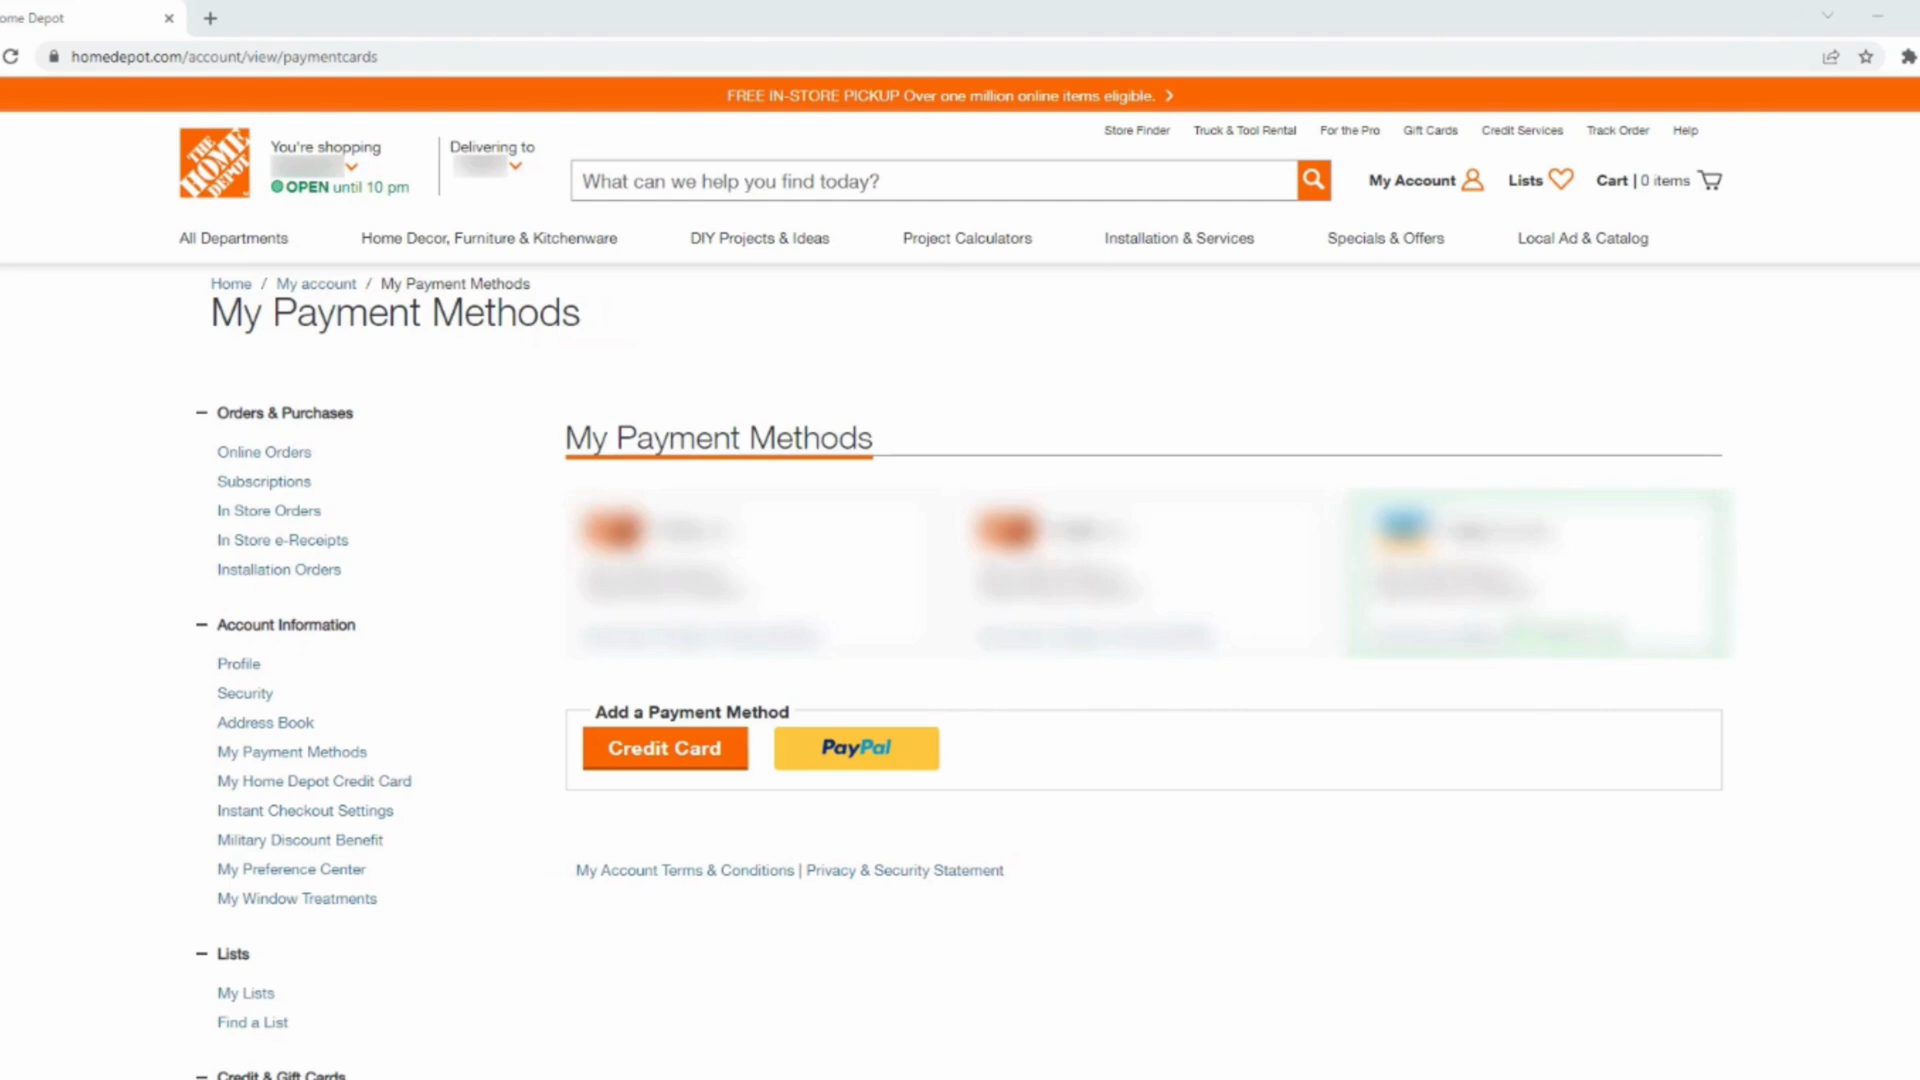 ome Depot
homedepot.com/account/view/paymentcards
FREE IN-STORE PICKUP Over one million online items eligible.
Store Finder Truck & Tool Rental For the Pro Gift Cards Credit Services Track Order Help
THE HOME DEPOT
You're shopping
OPEN until 10 pm
Delivering to
What can we help you find today?
My Account Lists Cart | 0 items
All Departments Home Decor, Furniture & Kitchenware DIY Projects & Ideas Project Calculators Installation & Services Specials & Offers Local Ad & Catalog
Home / My account / My Payment Methods
My Payment Methods
Orders & Purchases
Online Orders
Subscriptions
In Store Orders
In Store e-Receipts
Installation Orders
Account Information
Profile
Security
Address Book
My Payment Methods
My Home Depot Credit Card
Instant Checkout Settings
Military Discount Benefit
My Preference Center
My Window Treatments
Lists
My Lists
Find a List
Credit & Gift Cards
My Payment Methods
Add a Payment Method
Credit Card PayPal
My Account Terms & Conditions | Privacy & Security Statement